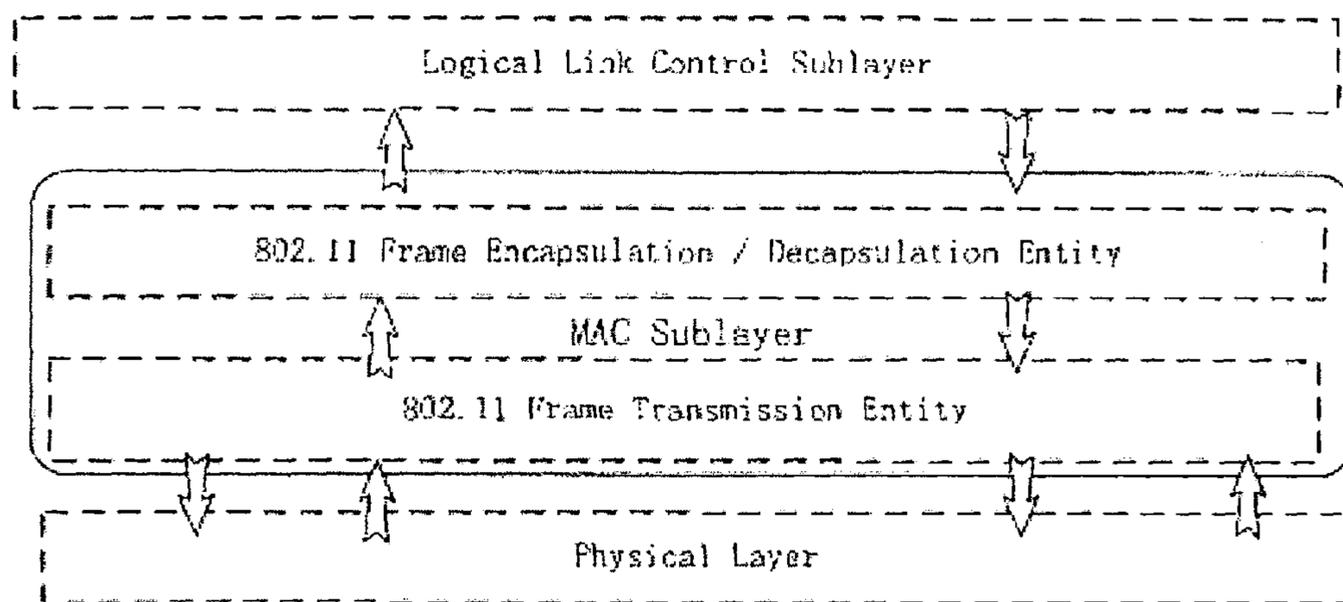 Logical Link Control Sublayer
802.11 Frame Encapsulation / Decapsulation Entity
MAC Sublayer
802.11 Frame Transmission Entity
Physical Layer